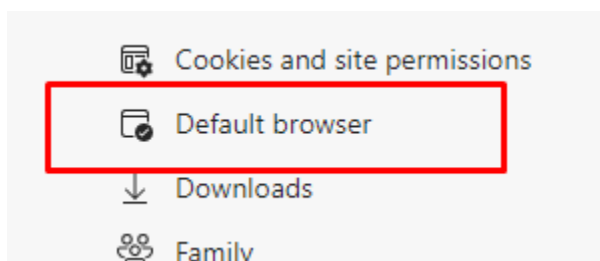 Cookies and site permissions
Default browser
Downloads
Family